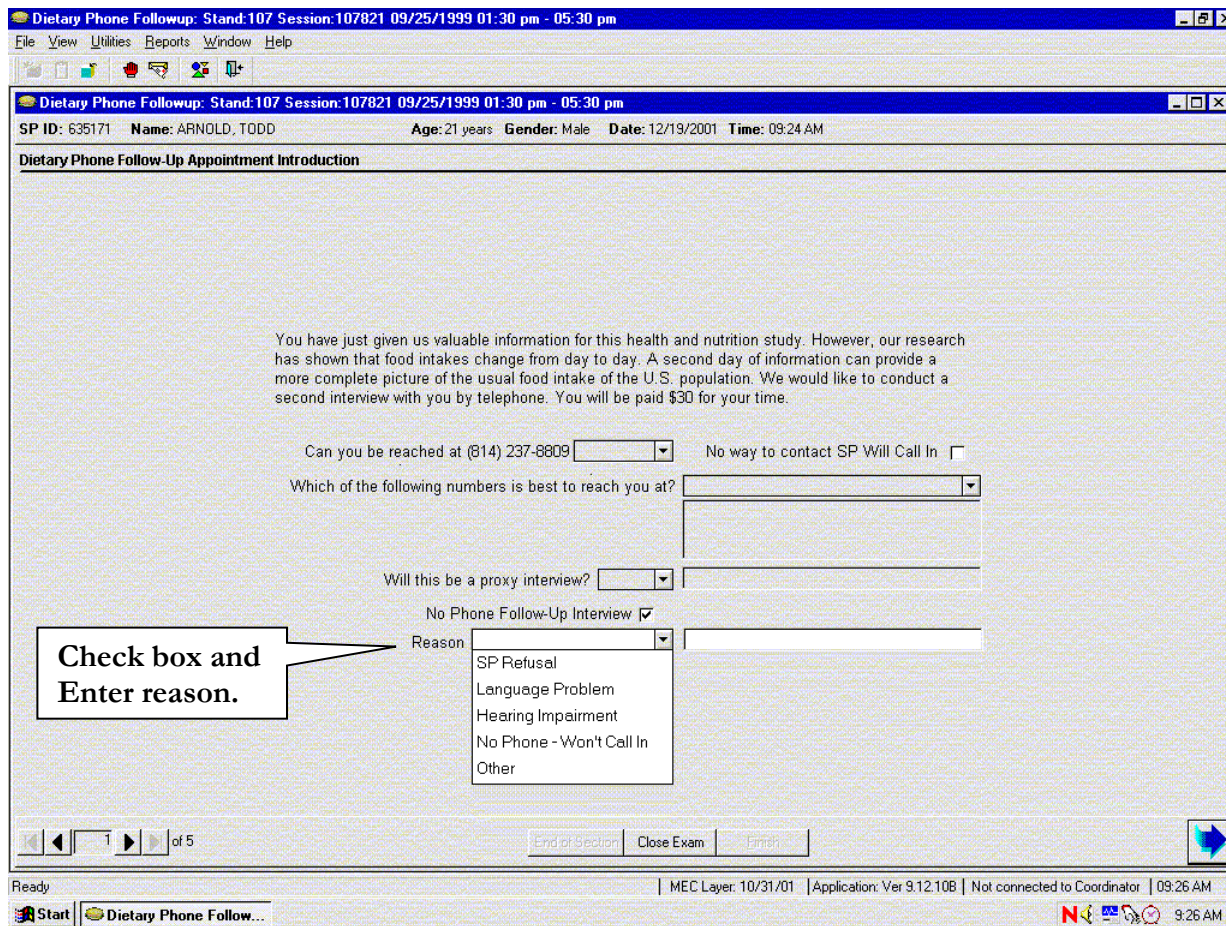 Dietary Phone Followup: Stand:107 Session:107821 09/25/1999 01:30 pm - 05:30 pm
File View Utilities Reports Window Help
Dietary Phone Followup: Stand:107 Session:107821 09/25/1999 01:30 pm - 05:30 pm
SP ID: 635171 Name: ARNOLD, TODD Age: 21 years Gender: Male Date: 12/19/2001 Time: 09:24 AM
Dietary Phone Follow-Up Appointment Introduction
You have just given us valuable information for this health and nutrition study. However, our research
has shown that food intakes change from day to day. A second day of information can provide a
more complete picture of the usual food intake of the U.S. population. We would like to conduct a
second interview with you by telephone. You will be paid $30 for your time.
Can you be reached at (814) 237-8809 No way to contact SP Will Call In
Which of the following numbers is best to reach you at?
Will this be a proxy interview?
No Phone Follow-Up Interview
Reason
Check box and
Enter reason.
SP Refusal
Language Problem
Hearing Impairment
No Phone - Won't Call In
Other
1 of 5 End of Section Close Exam Finish
Ready MEC Layer: 10/31/01 Application: Ver 9.12.10B Not connected to Coordinator 09:26 AM
Start Dietary Phone Follow... N 9:26 AM